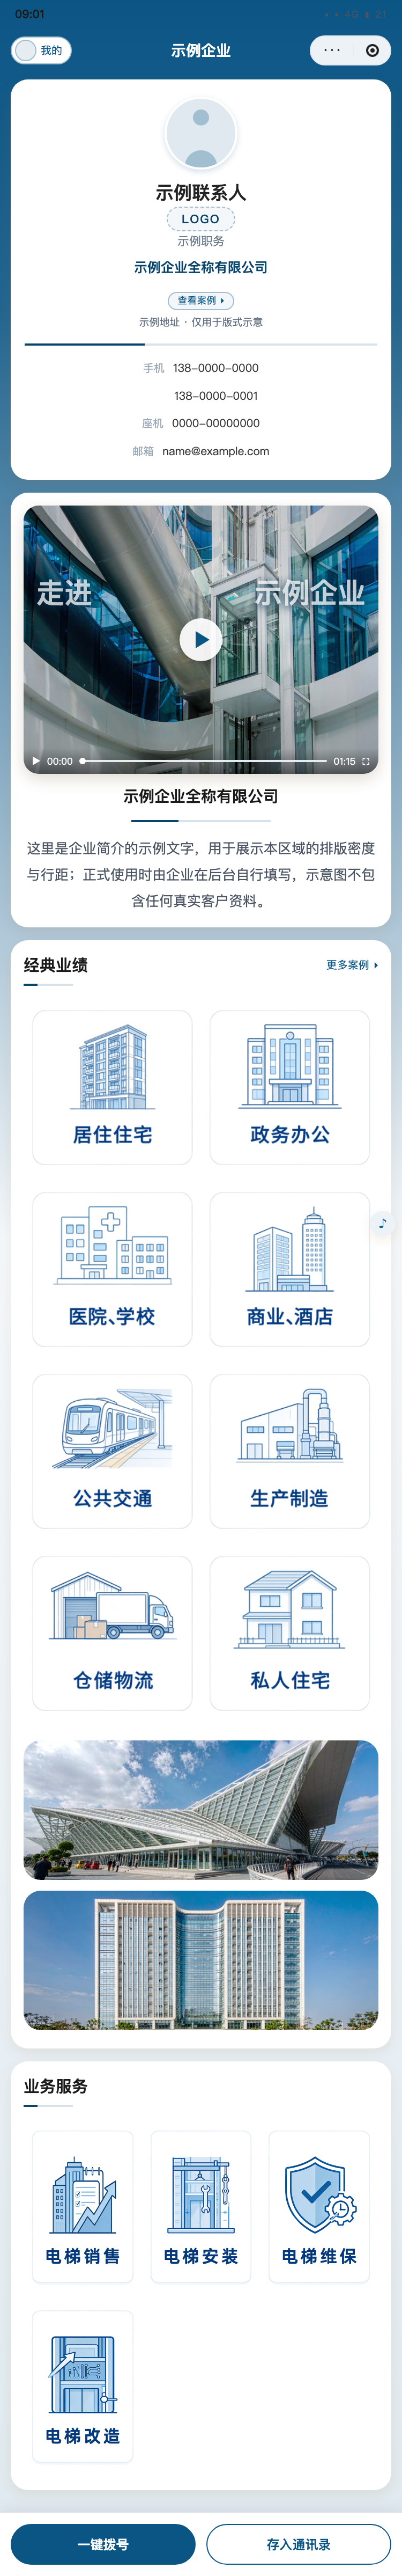 09:01
我的
示例企业
示例联系人
LOGO
示例职务
示例企业全称有限公司
查看案例
示例地址 · 仅用于版式示意
手机 138-0000-0000
138-0000-0001
座机 0000-00000000
邮箱 name@example.com
走进 示例企业
00:00 01:15
示例企业全称有限公司
这里是企业简介的示例文字，用于展示本区域的排版密度
与行距；正式使用时由企业在后台自行填写，示意图不包
含任何真实客户资料。
经典业绩
更多案例
居住住宅
政务办公
医院、学校
商业、酒店
公共交通
生产制造
仓储物流
私人住宅
业务服务
电梯销售
电梯安装
电梯维保
电梯改造
一键拨号
存入通讯录